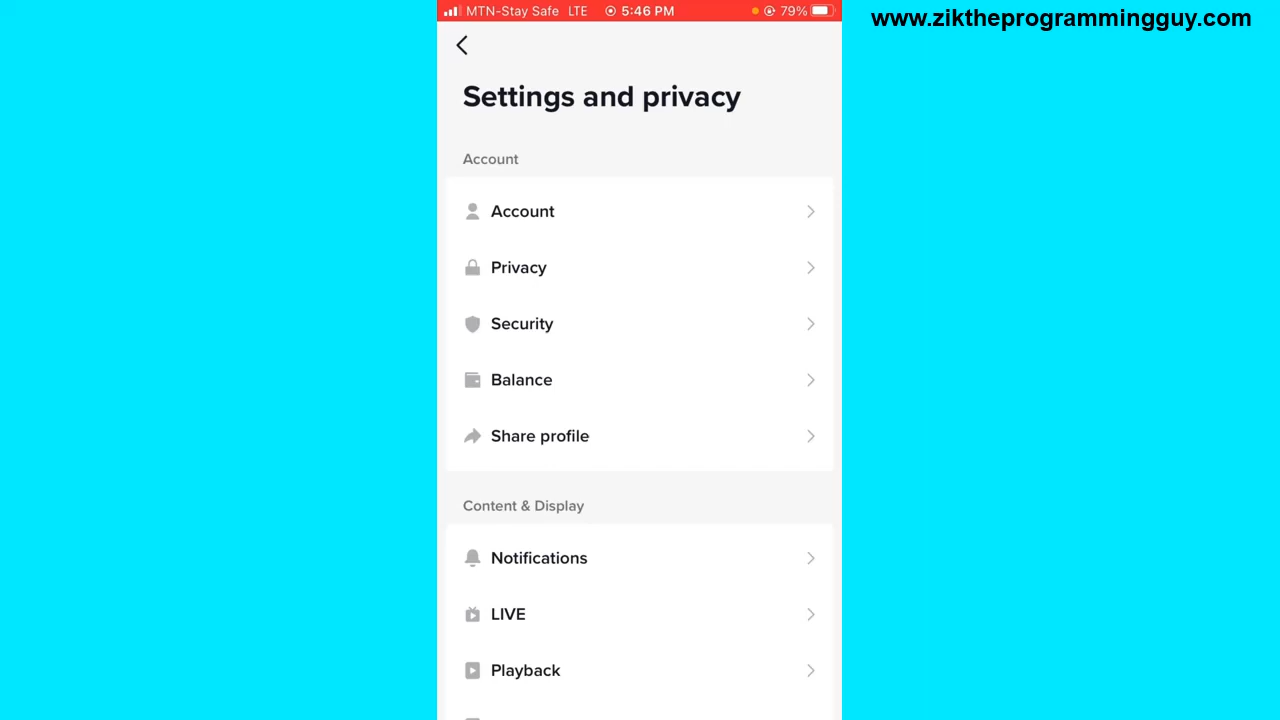 MTN-Stay Safe LTE 5:46 PM 79%
www.ziktheprogrammingguy.com
Settings and privacy
Account
Account
Privacy
Security
Balance
Share profile
Content & Display
Notifications
LIVE
Playback